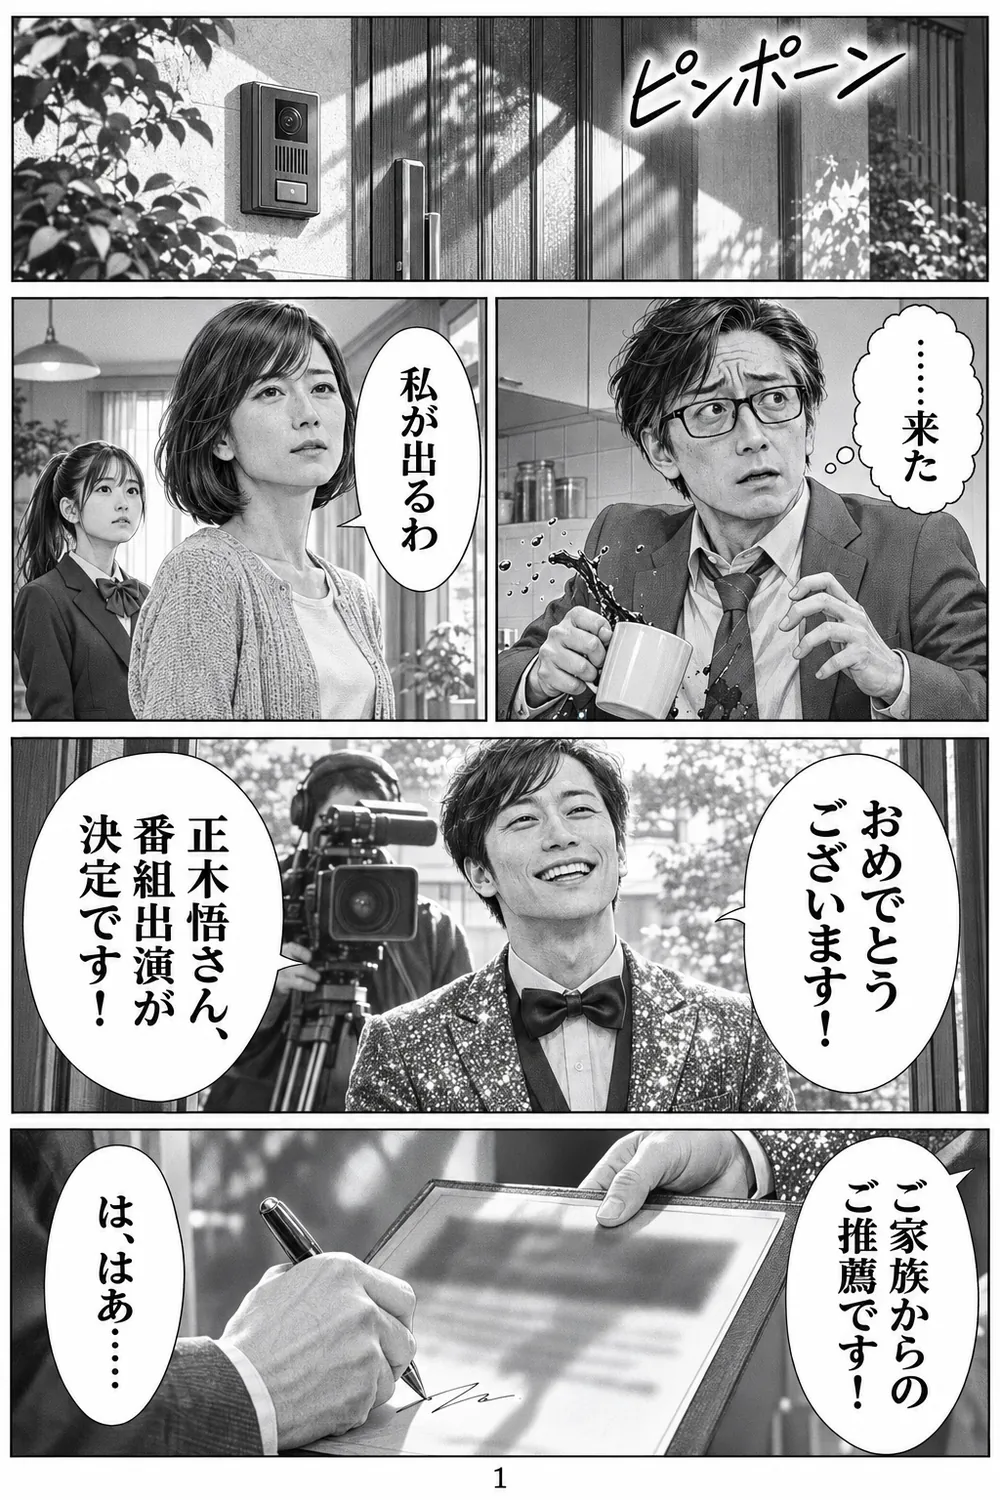 ピンポーン
……来た
私が出るわ
おめでとう
ございます！
正木悟さん、
番組出演が
決定です！
ご家族からの
ご推薦です！
は、はあ……
1